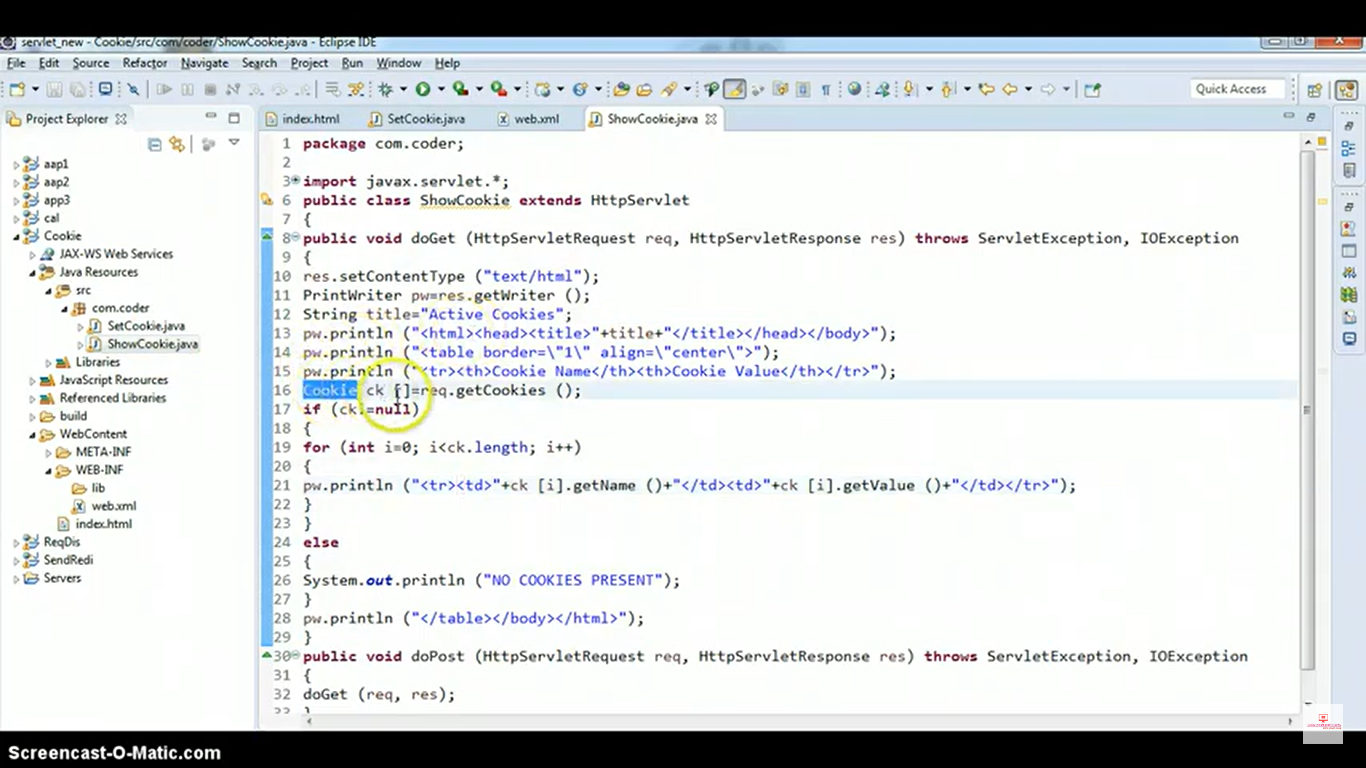 servlet_new - Cookie/src/com/coder/ShowCookie.java - Eclipse IDE
File Edit Source Refactor Navigate Search Project Run Window Help
Quick Access
Project Explorer
index.html SetCookie.java web.xml ShowCookie.java
aap1
aap2
app3
cal
Cookie
JAX-WS Web Services
Java Resources
src
com.coder
SetCookie.java
ShowCookie.java
Libraries
JavaScript Resources
Referenced Libraries
build
WebContent
META-INF
WEB-INF
lib
web.xml
index.html
ReqDis
SendRedi
Servers
1 package com.coder;
2
3 import javax.servlet.*;
6 public class ShowCookie extends HttpServlet
7 {
8 public void doGet (HttpServletRequest req, HttpServletResponse res) throws ServletException, IOException
9 {
10 res.setContentType ("text/html");
11 PrintWriter pw=res.getWriter ();
12 String title="Active Cookies";
13 pw.println ("<html><head><title>"+title+"</title></head></body>");
14 pw.println ("<table border=\"1\" align=\"center\">");
15 pw.println ("<tr><th>Cookie Name</th><th>Cookie Value</th></tr>");
16 Cookie ck []=req.getCookies ();
17 if (ck!=null)
18 {
19 for (int i=0; i<ck.length; i++)
20 {
21 pw.println ("<tr><td>"+ck [i].getName ()+"</td><td>"+ck [i].getValue ()+"</td></tr>");
22 }
23 }
24 else
25 {
26 System.out.println ("NO COOKIES PRESENT");
27 }
28 pw.println ("</table></body></html>");
29 }
30 public void doPost (HttpServletRequest req, HttpServletResponse res) throws ServletException, IOException
31 {
32 doGet (req, res);
33 }
Screencast-O-Matic.com